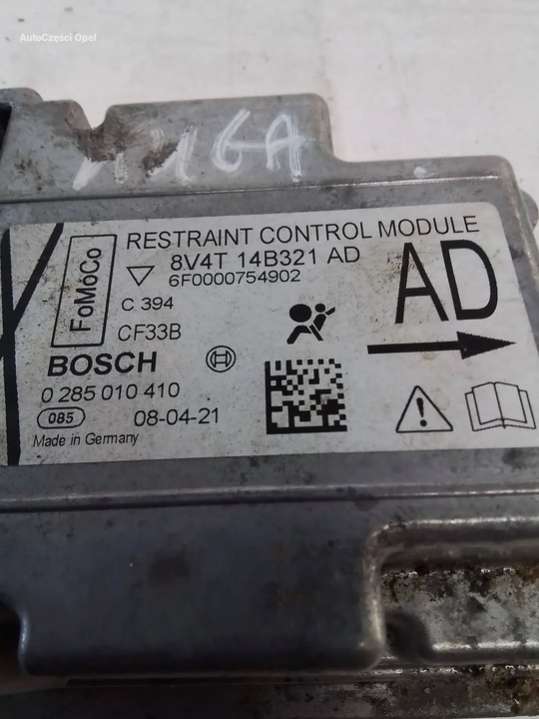 AutoCzęści Opel
RESTRAINT CONTROL MODULE
FoMoCo
8V4T 14B321 AD
6F0000754902
AD
C 394
CF33B
BOSCH
0 285 010 410
085
08-04-21
Made in Germany